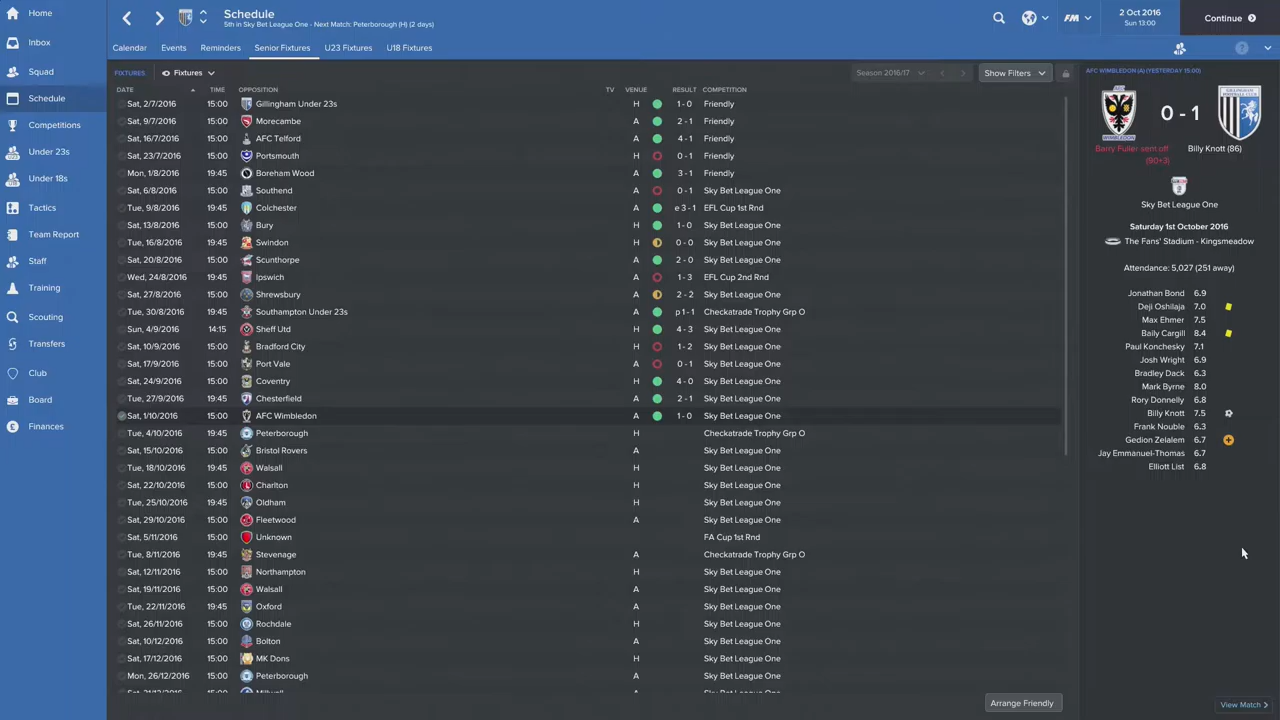 Home
Inbox
Squad
Schedule
Competitions
Under 23s
Under 18s
Tactics
Team Report
Staff
Training
Scouting
Transfers
Club
Board
Finances
Schedule
5th in Sky Bet League One - Next Match: Peterborough (H) (2 days)
FM
2 Oct 2016
Sun 13:00
Continue
Calendar Events Reminders Senior Fixtures U23 Fixtures U18 Fixtures
FIXTURES Fixtures Season 2016/17 Show Filters
DATE TIME OPPOSITION TV VENUE RESULT COMPETITION
Sat, 2/7/2016 15:00 Gillingham Under 23s H 1 - 0 Friendly
Sat, 9/7/2016 15:00 Morecambe A 2 - 1 Friendly
Sat, 16/7/2016 15:00 AFC Telford A 4 - 1 Friendly
Sat, 23/7/2016 15:00 Portsmouth H 0 - 1 Friendly
Mon, 1/8/2016 19:45 Boreham Wood A 3 - 1 Friendly
Sat, 6/8/2016 15:00 Southend H 0 - 1 Sky Bet League One
Tue, 9/8/2016 19:45 Colchester A e 3 - 1 EFL Cup 1st Rnd
Sat, 13/8/2016 15:00 Bury A 1 - 0 Sky Bet League One
Tue, 16/8/2016 19:45 Swindon H 0 - 0 Sky Bet League One
Sat, 20/8/2016 15:00 Scunthorpe A 2 - 0 Sky Bet League One
Wed, 24/8/2016 19:45 Ipswich A 1 - 3 EFL Cup 2nd Rnd
Sat, 27/8/2016 15:00 Shrewsbury A 2 - 2 Sky Bet League One
Tue, 30/8/2016 19:45 Southampton Under 23s A p 1 - 1 Checkatrade Trophy Grp O
Sun, 4/9/2016 14:15 Sheff Utd H 4 - 3 Sky Bet League One
Sat, 10/9/2016 15:00 Bradford City H 1 - 2 Sky Bet League One
Sat, 17/9/2016 15:00 Port Vale A 0 - 1 Sky Bet League One
Sat, 24/9/2016 15:00 Coventry H 4 - 0 Sky Bet League One
Tue, 27/9/2016 19:45 Chesterfield A 2 - 1 Sky Bet League One
Sat, 1/10/2016 15:00 AFC Wimbledon A 1 - 0 Sky Bet League One
Tue, 4/10/2016 19:45 Peterborough H Checkatrade Trophy Grp O
Sat, 15/10/2016 15:00 Bristol Rovers A Sky Bet League One
Tue, 18/10/2016 19:45 Walsall H Sky Bet League One
Sat, 22/10/2016 15:00 Charlton H Sky Bet League One
Tue, 25/10/2016 19:45 Oldham H Sky Bet League One
Sat, 29/10/2016 15:00 Fleetwood A Sky Bet League One
Sat, 5/11/2016 15:00 Unknown FA Cup 1st Rnd
Tue, 8/11/2016 19:45 Stevenage A Checkatrade Trophy Grp O
Sat, 12/11/2016 15:00 Northampton H Sky Bet League One
Sat, 19/11/2016 15:00 Walsall A Sky Bet League One
Tue, 22/11/2016 19:45 Oxford A Sky Bet League One
Sat, 26/11/2016 15:00 Rochdale H Sky Bet League One
Sat, 10/12/2016 15:00 Bolton A Sky Bet League One
Sat, 17/12/2016 15:00 MK Dons H Sky Bet League One
Mon, 26/12/2016 15:00 Peterborough A Sky Bet League One
Arrange Friendly
AFC WIMBLEDON (A) (YESTERDAY 15:00)
0 - 1
Barry Fuller sent off (90+3)
Billy Knott (86)
Sky Bet League One
Saturday 1st October 2016
The Fans' Stadium - Kingsmeadow
Attendance: 5,027 (251 away)
Jonathan Bond 6.9
Deji Oshilaja 7.0
Max Ehmer 7.5
Baily Cargill 8.4
Paul Konchesky 7.1
Josh Wright 6.9
Bradley Dack 6.3
Mark Byrne 8.0
Rory Donnelly 6.8
Billy Knott 7.5
Frank Nouble 6.3
Gedion Zelalem 6.7
Jay Emmanuel-Thomas 6.7
Elliott List 6.8
View Match